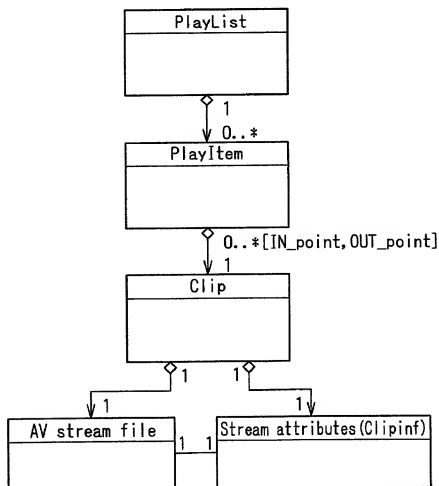 PlayList
1
0..*
PlayItem
0..*[IN_point,OUT_point]
1
Clip
1 1
1 1
AV stream file
1 1
Stream attributes(Clipinf)